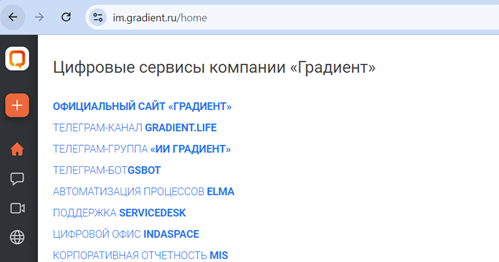 im.gradient.ru/home
Цифровые сервисы компании «Градиент»
ОФИЦИАЛЬНЫЙ САЙТ «ГРАДИЕНТ»
ТЕЛЕГРАМ-КАНАЛ GRADIENT.LIFE
ТЕЛЕГРАМ-ГРУППА «ИИ ГРАДИЕНТ»
ТЕЛЕГРАМ-БОТGSBOT
АВТОМАТИЗАЦИЯ ПРОЦЕССОВ ELMA
ПОДДЕРЖКА SERVICEDESK
ЦИФРОВОЙ ОФИС INDASPACE
КОРПОРАТИВНАЯ ОТЧЕТНОСТЬ MIS